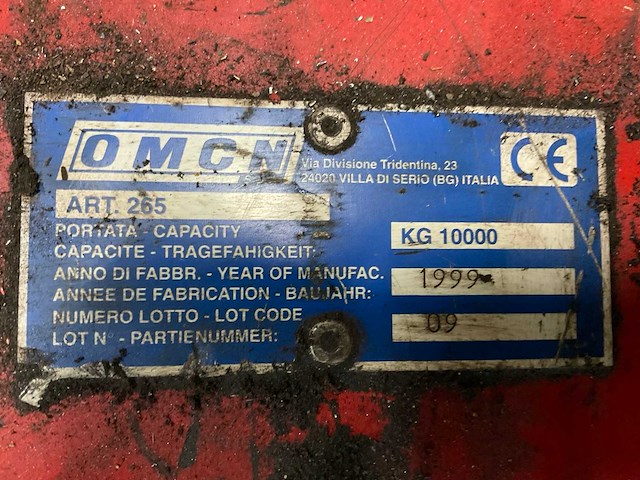 OMCN
Via Divisione Tridentina, 23
24020 VILLA DI SERIO (BG) ITALIA
CE
ART. 265
PORTATA - CAPACITY
CAPACITE - TRAGEFAHIGKEIT:
KG 10000
ANNO DI FABBR. - YEAR OF MANUFAC.
ANNEE DE FABRICATION - BAUJAHR:
1999
NUMERO LOTTO - LOT CODE
LOT N° - PARTIENUMMER:
09